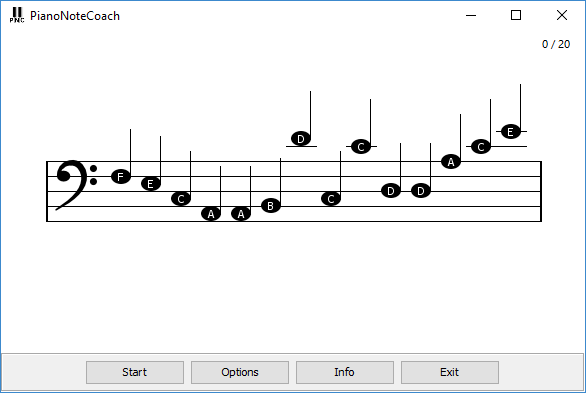 PNC PianoNoteCoach
0 / 20
F E C A A B D C C D D A C E
Start Options Info Exit